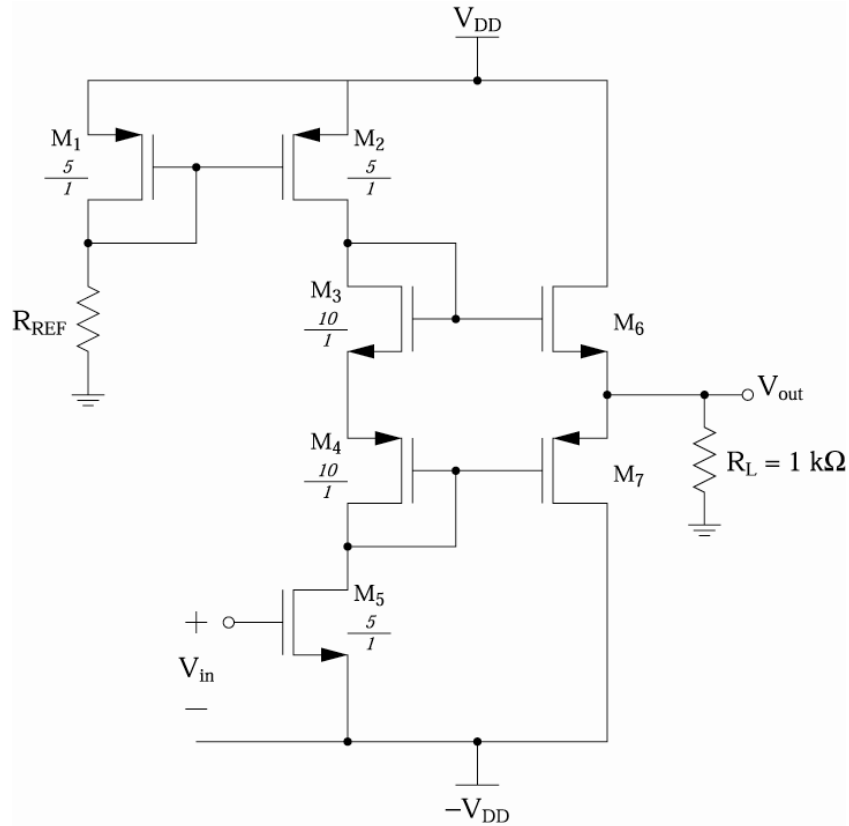 V_DD
M_1
5/1
M_2
5/1
R_REF
M_3
10/1
M_6
V_out
M_4
10/1
M_7
R_L = 1 kΩ
M_5
5/1
+
V_in
−
−V_DD